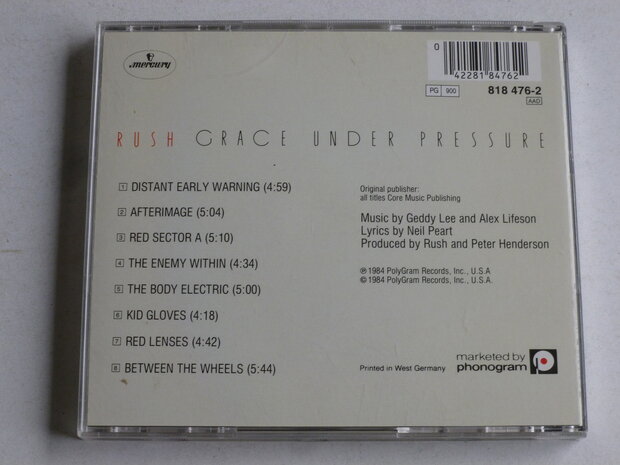 mercury
0
42281 84762
PG 900
818 476-2
AAD
RUSH GRACE UNDER PRESSURE
1 DISTANT EARLY WARNING (4:59)
2 AFTERIMAGE (5:04)
3 RED SECTOR A (5:10)
4 THE ENEMY WITHIN (4:34)
5 THE BODY ELECTRIC (5:00)
6 KID GLOVES (4:18)
7 RED LENSES (4:42)
8 BETWEEN THE WHEELS (5:44)
Original publisher:
all titles Core Music Publishing
Music by Geddy Lee and Alex Lifeson
Lyrics by Neil Peart
Produced by Rush and Peter Henderson
℗ 1984 PolyGram Records, Inc., U.S.A
© 1984 PolyGram Records, Inc., U.S.A.
Printed in West Germany
marketed by
phonogram